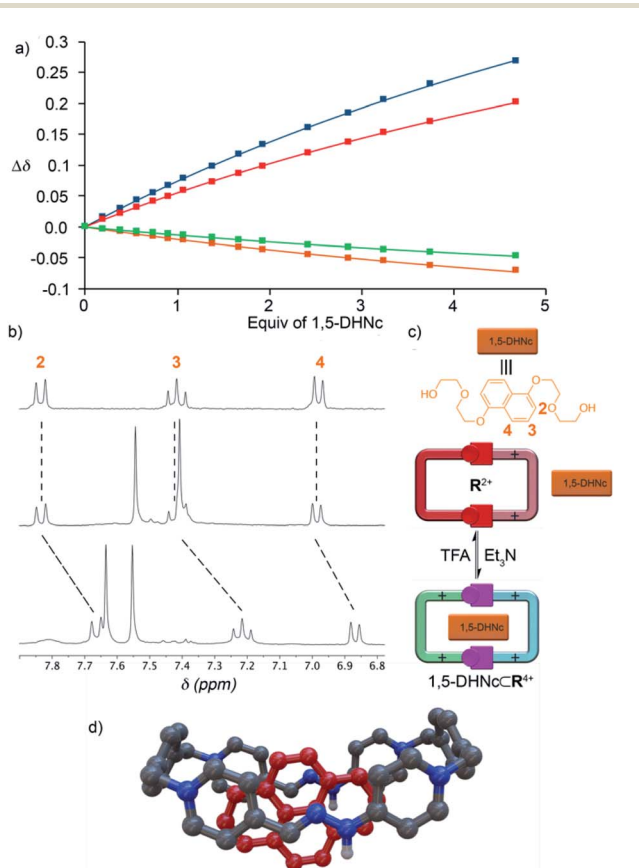 a)
0.3
0.25
0.2
0.15
0.1
0.05
0.0
-0.05
-0.1
Δδ
0 1 2 3 4 5
Equiv of 1,5-DHNc
b)
2 3 4
7.8 7.7 7.6 7.5 7.4 7.3 7.2 7.1 7.0 6.9 6.8
δ (ppm)
c)
1,5-DHNc
HO O O O O OH
2
4 3
R2+
+
+
1,5-DHNc
TFA Et3N
+ +
1,5-DHNc
+ +
1,5-DHNc⊂R4+
d)